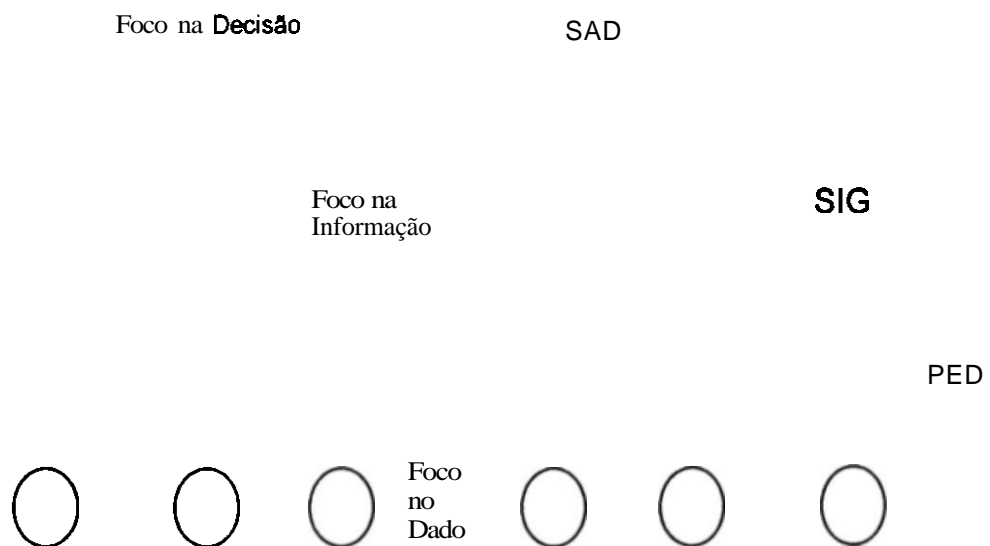 Foco na Decisão
SAD
Foco na
Informação
SIG
PED
Foco
no
Dado